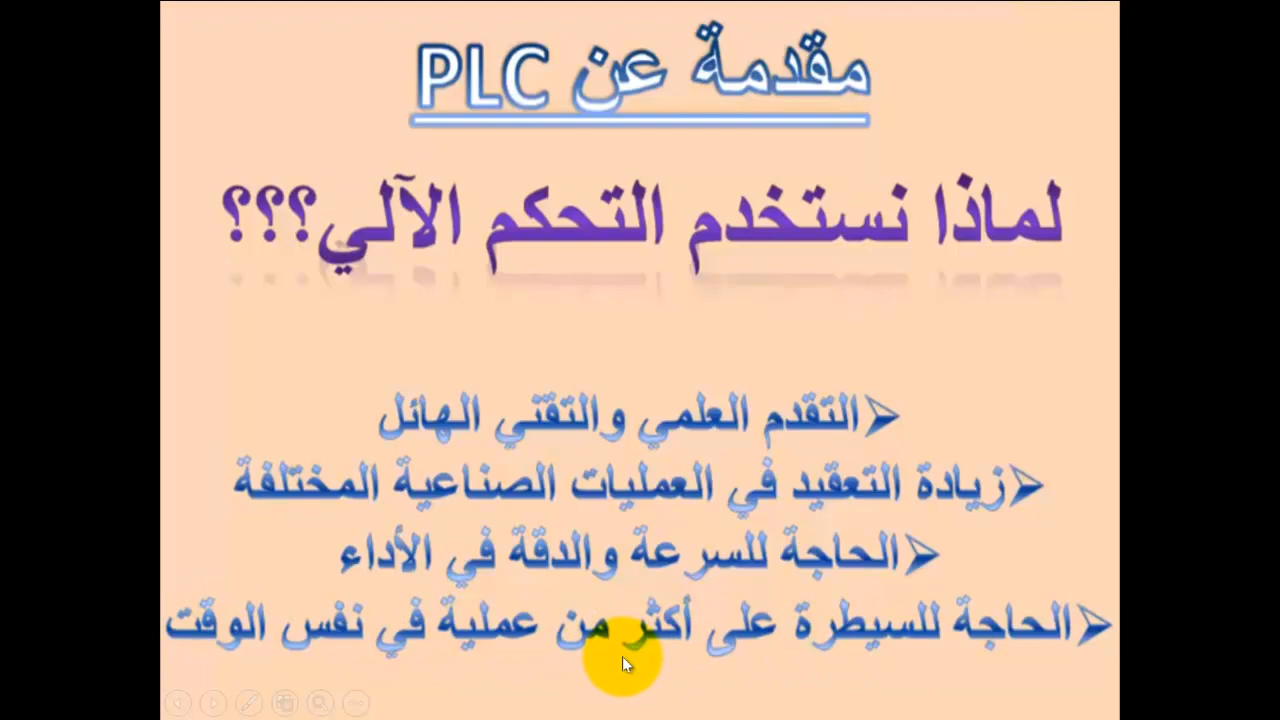 مقدمة عن PLC
لماذا نستخدم التحكم الآلي؟؟؟
التقدم العلمي والتقني الهائل
زيادة التعقيد في العمليات الصناعية المختلفة
الحاجة للسرعة والدقة في الأداء
الحاجة للسيطرة على أكثر من عملية في نفس الوقت